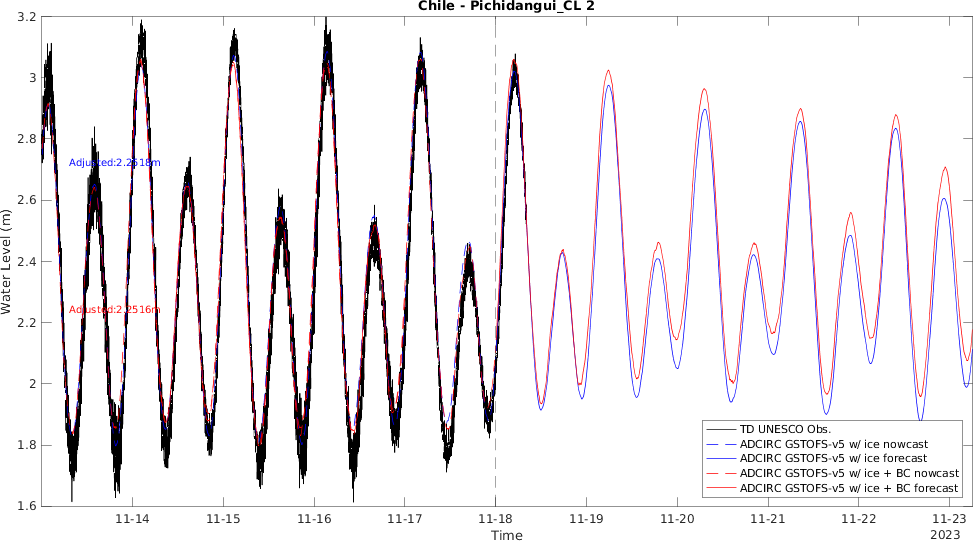 Chile - Pichidangui_CL 2
3.2
3
2.8
2.6
2.4
2.2
2
1.8
1.6
Water Level (m)
Adjusted:2.2518m
Adjusted:2.2516m
TD UNESCO Obs.
ADCIRC GSTOFS-v5 w/ ice nowcast
ADCIRC GSTOFS-v5 w/ ice forecast
ADCIRC GSTOFS-v5 w/ ice + BC nowcast
ADCIRC GSTOFS-v5 w/ ice + BC forecast
11-14 11-15 11-16 11-17 11-18 11-19 11-20 11-21 11-22 11-23
Time
2023